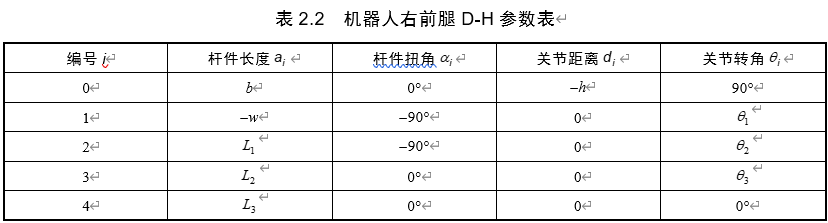 表 2.2 机器人右前腿 D-H 参数表
编号 i 杆件长度 ai 杆件扭角 αi 关节距离 di 关节转角 θi
0 b 0° –h 90°
1 –w –90° 0 θ1
2 L1 –90° 0 θ2
3 L2 0° 0 θ3
4 L3 0° 0 0°